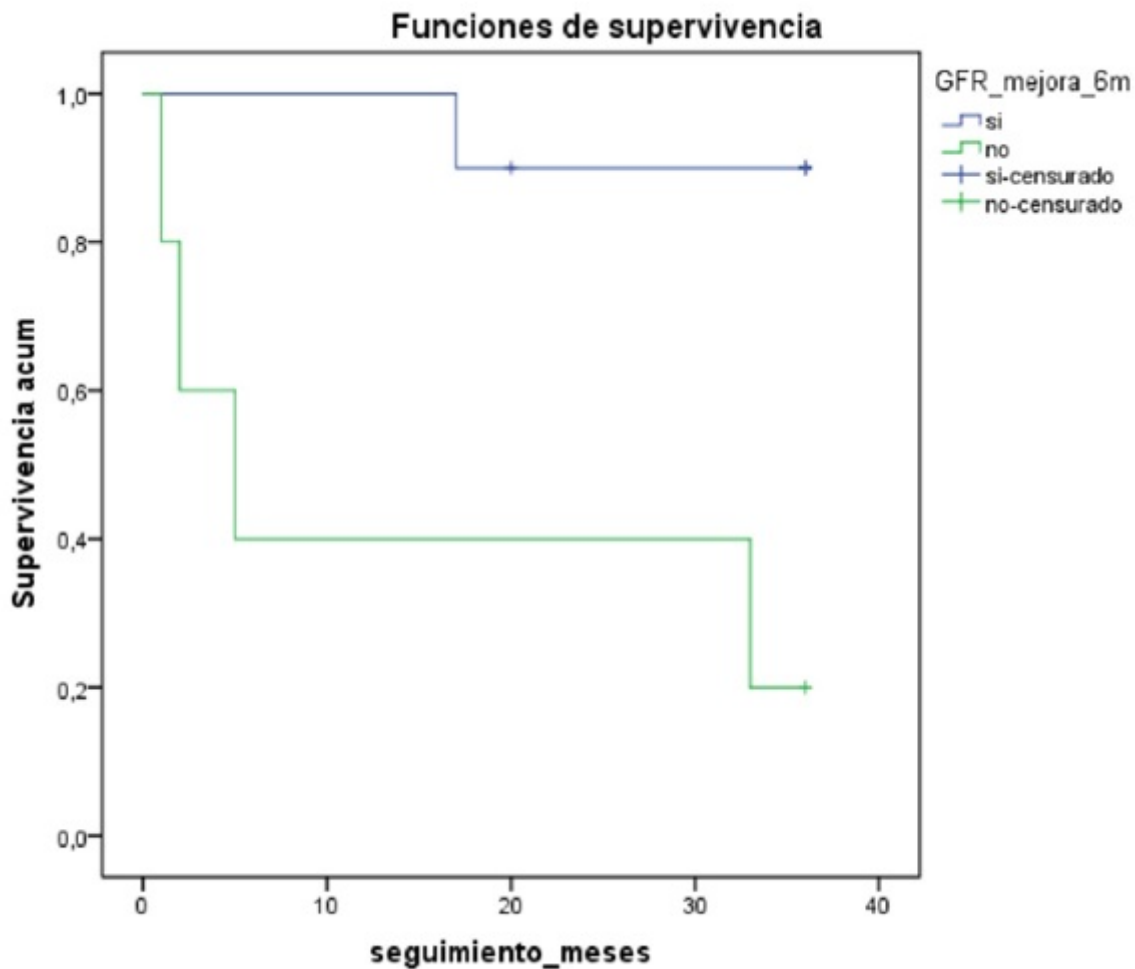 Funciones de supervivencia
GFR_mejora_6m
si
no
si-censurado
no-censurado
Supervivencia acum
1,0
0,8
0,6
0,4
0,2
0,0
0 10 20 30 40
seguimiento_meses